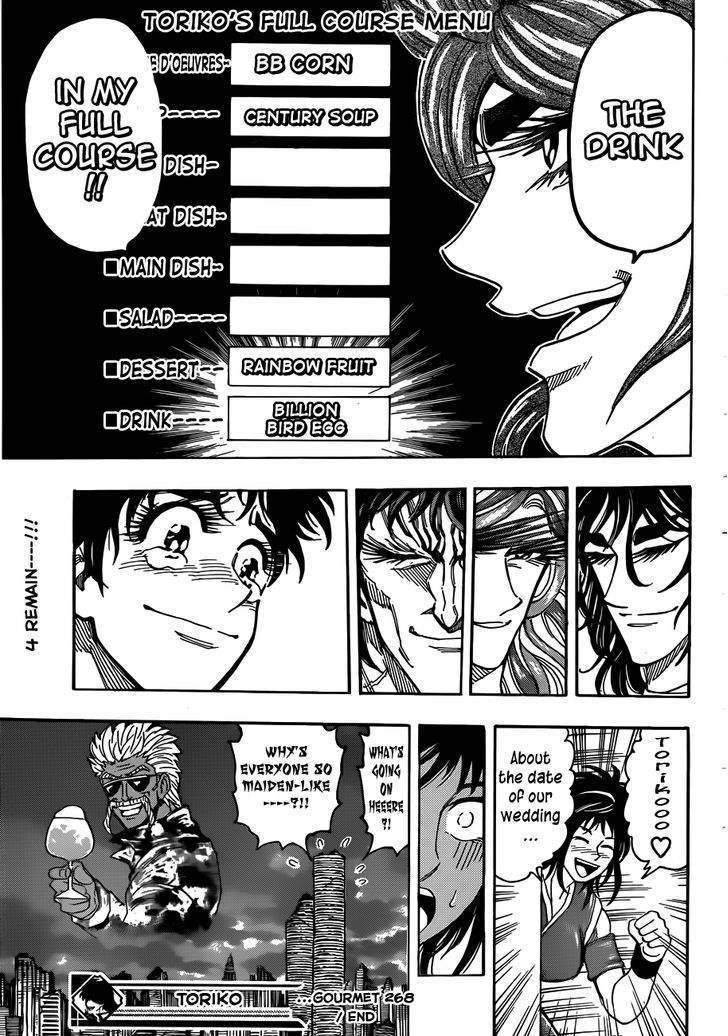 TORIKO'S FULL COURSE MENU
THE
DRINK
IN MY
FULL
COURSE
!!
D'OEUVRES-
BB CORN
CENTURY SOUP
DISH-
DISH-
■MAIN DISH-
■SALAD----
■DESSERT--
RAINBOW FRUIT
■DRINK----
BILLION
BIRD EGG
4 REMAIN----!!!
TORIKOOO♡
About
the date
of our
wedding
...
WHAT'S
GOING
ON
HEEERE
?!
WHY'S
EVERYONE SO
MAIDEN-LIKE
----?!!
TORIKO
...GOURMET 268
/ END